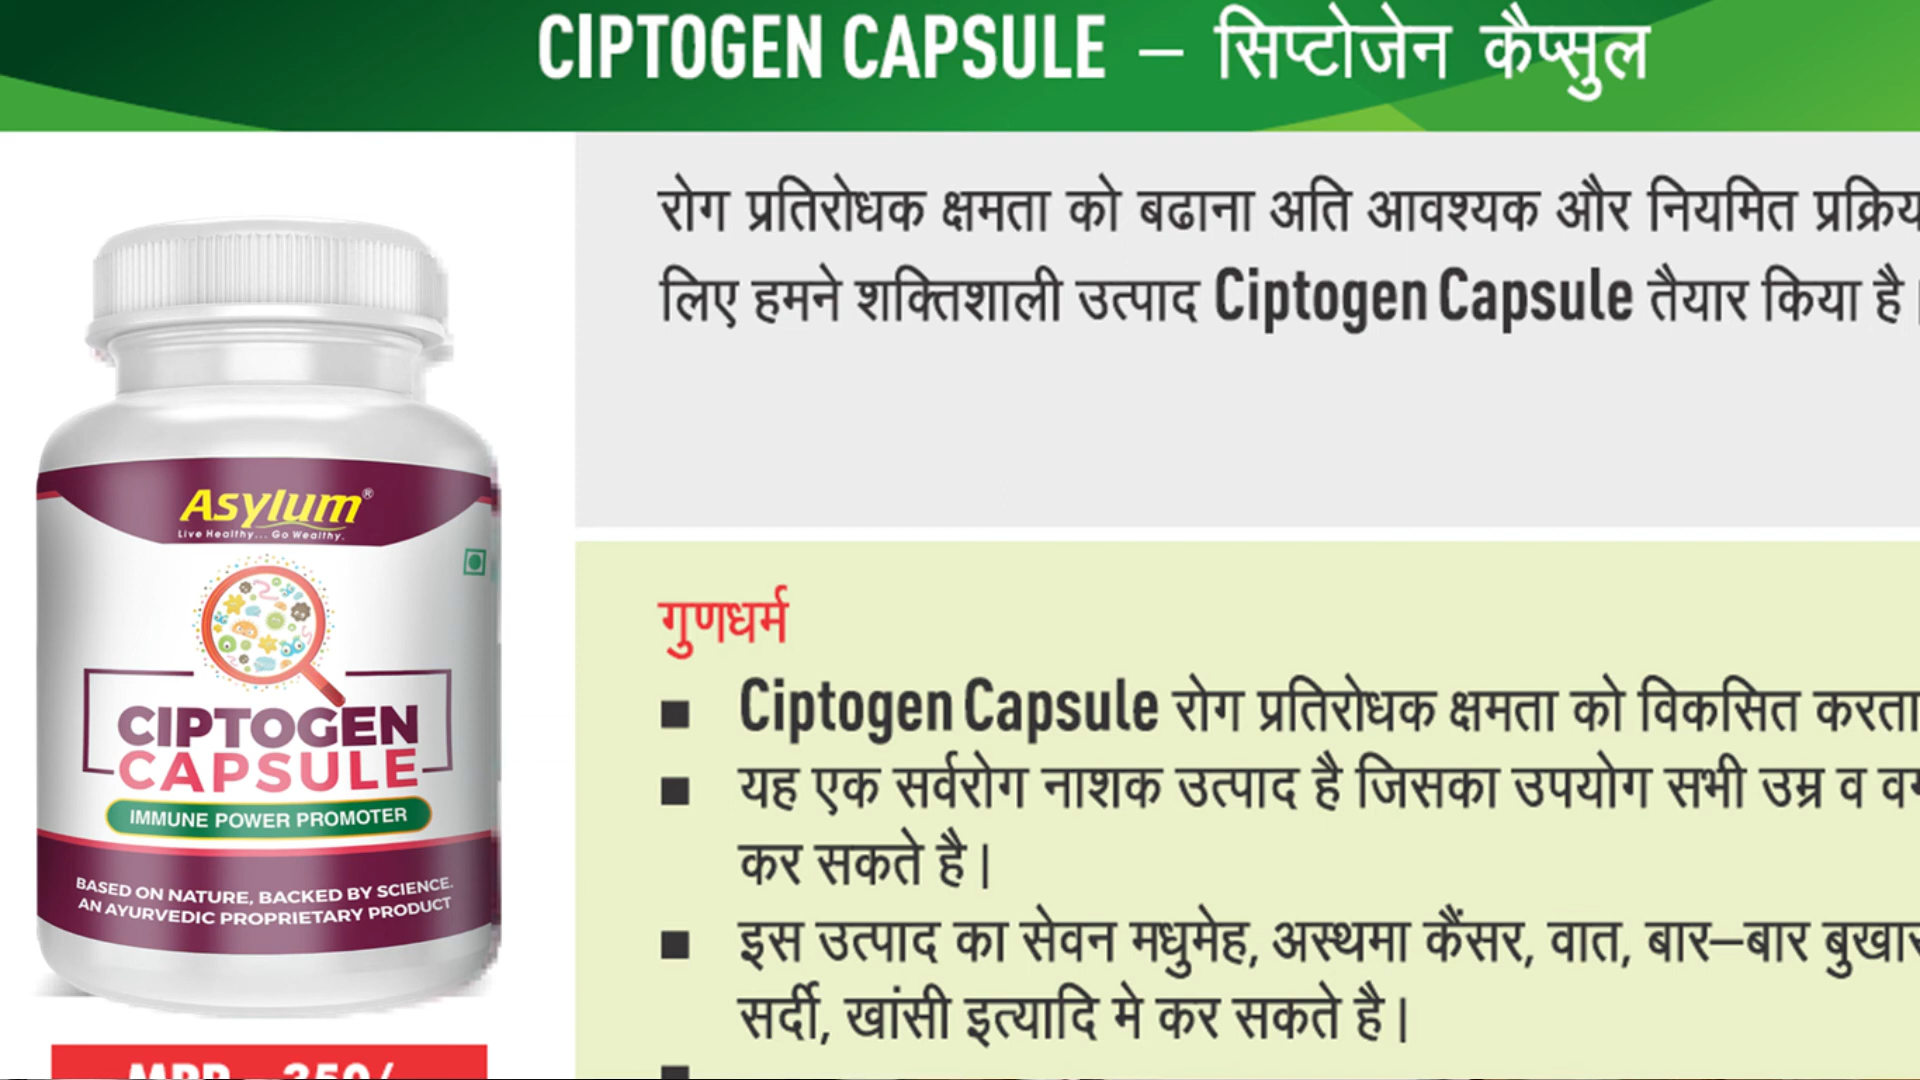 CIPTOGEN CAPSULE – सिप्टोजेन कैप्सुल
रोग प्रतिरोधक क्षमता को बढाना अति आवश्यक और नियमित
लिए हमने शक्तिशाली उत्पाद Ciptogen Capsule तैयार किया है।
Asylum®
Live Healthy... Go Wealthy.
CIPTOGEN
CAPSULE
IMMUNE POWER PROMOTER
BASED ON NATURE, BACKED BY SCIENCE.
AN AYURVEDIC PROPRIETARY PRODUCT
गुणधर्म
■ Ciptogen Capsule रोग प्रतिरोधक क्षमता को विकसित करता
■ यह एक सर्वरोग नाशक उत्पाद है जिसका उपयोग सभी उम्र व
कर सकते है।
■ इस उत्पाद का सेवन मधुमेह, अस्थमा कैंसर, वात, बार–बार बुखार
सर्दी, खांसी इत्यादि मे कर सकते है।
MRP 350/